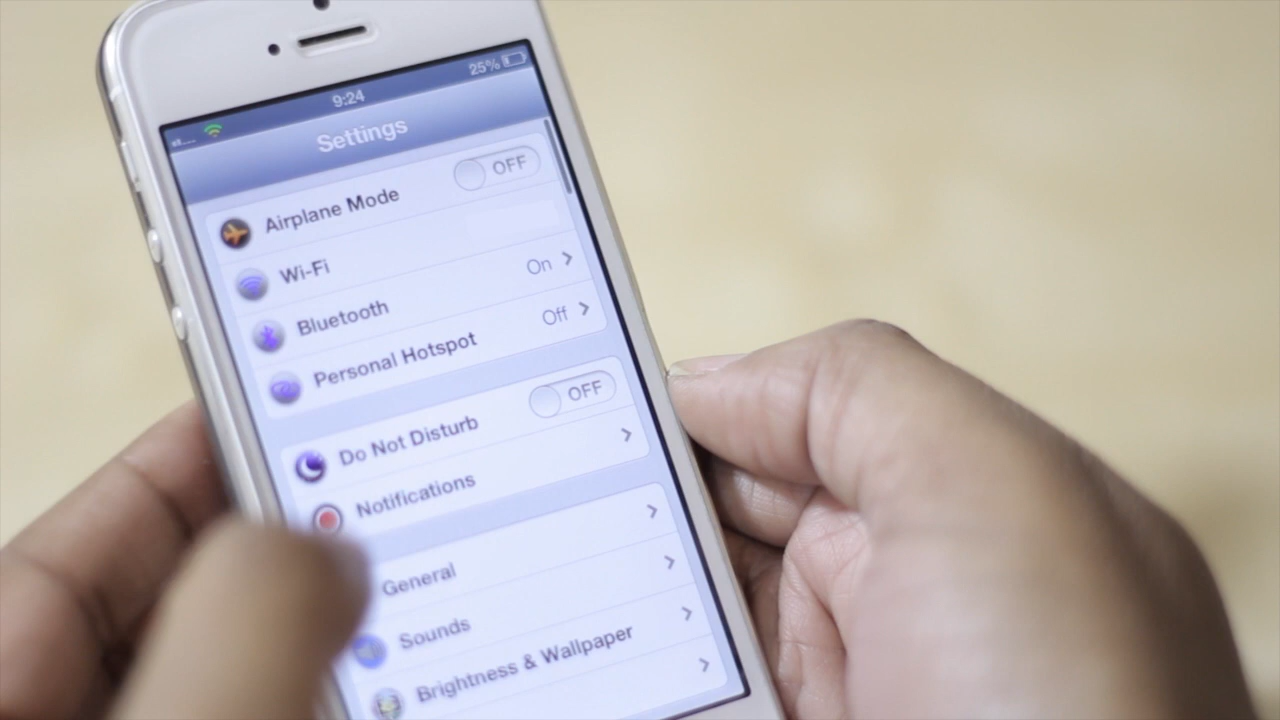 9:24
25%
Settings
Airplane Mode OFF
Wi-Fi
Bluetooth On
Personal Hotspot Off
Do Not Disturb OFF
Notifications
General
Sounds
Brightness & Wallpaper